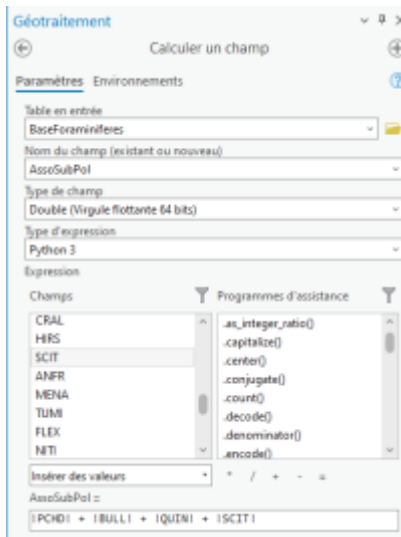 Géotraitement
Calculer un champ
Paramètres Environnements
Table en entrée
BaseForaminiferes
Nom du champ (existant ou nouveau)
AssoSubPol
Type de champ
Double (Virgule flottante 64 bits)
Type d'expression
Python 3
Expression
Champs
CRAL
HIRS
SCIT
ANFR
MENA
TUMI
FLEX
NITI
Programmes d'assistance
.as_integer_ratio()
.capitalize()
.center()
.conjugate()
.count()
.decode()
.denominator()
.encode()
Insérer des valeurs
* / + - =
AssoSubPol =
!PCHD! + !BULL! + !QUIN! + !SCIT!